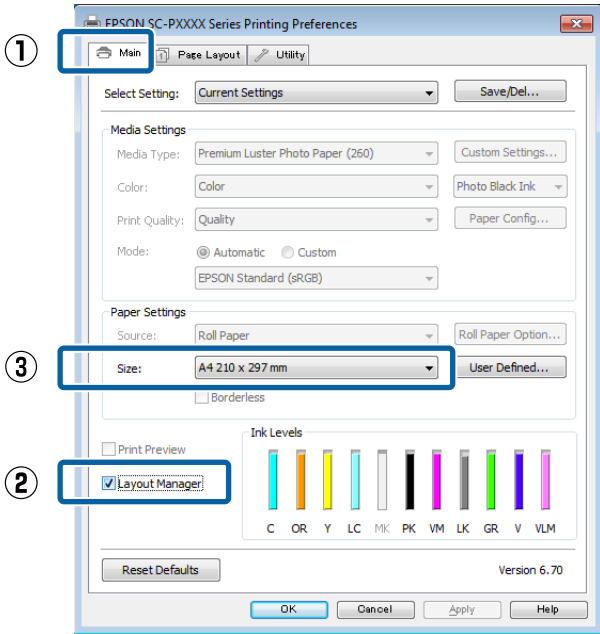 EPSON SC-PXXXX Series Printing Preferences
①
Main
Page Layout
Utility
Select Setting:
Current Settings
Save/Del...
Media Settings
Media Type:
Premium Luster Photo Paper (260)
Custom Settings...
Color:
Color
Photo Black Ink
Print Quality:
Quality
Paper Config...
Mode:
Automatic
Custom
EPSON Standard (sRGB)
Paper Settings
Source:
Roll Paper
Roll Paper Option...
③
Size:
A4 210 x 297 mm
User Defined...
Borderless
Ink Levels
Print Preview
②
Layout Manager
C OR Y LC MK PK VM LK GR V VLM
Reset Defaults
Version 6.70
OK
Cancel
Apply
Help